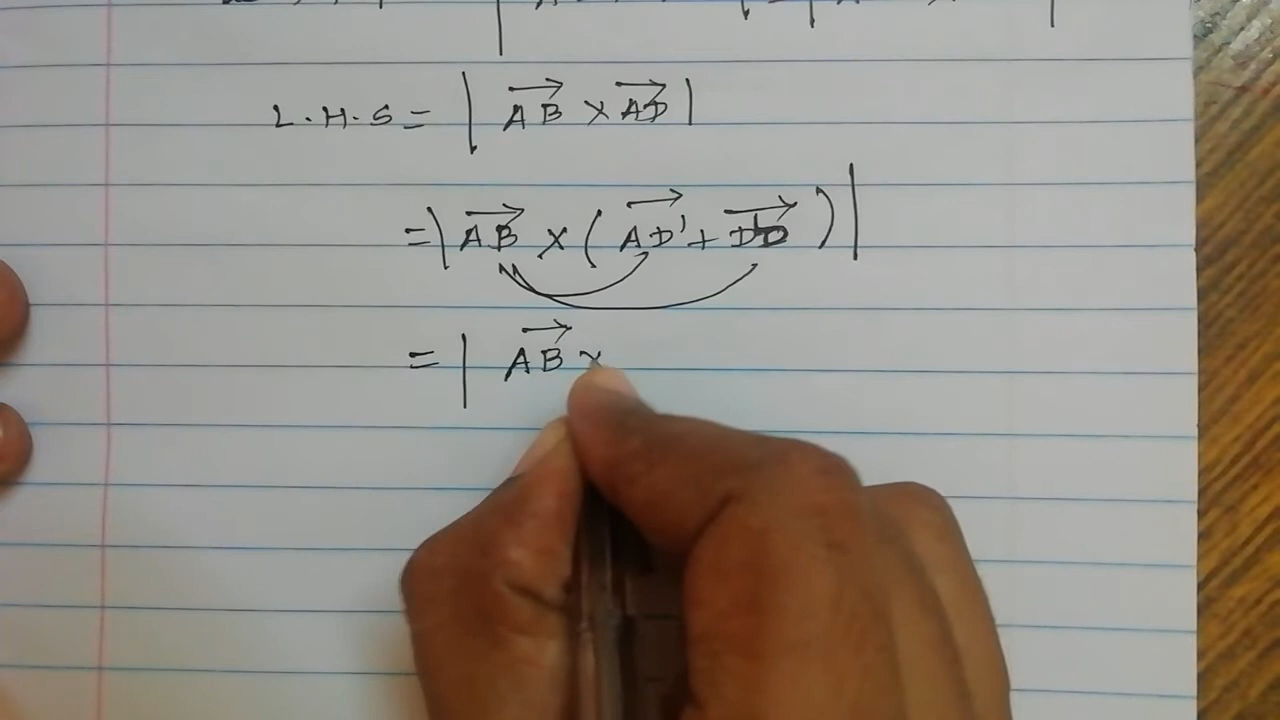 L.H.S = | AB × AD |
= | AB × ( AD' + D'D ) |
= | AB ×